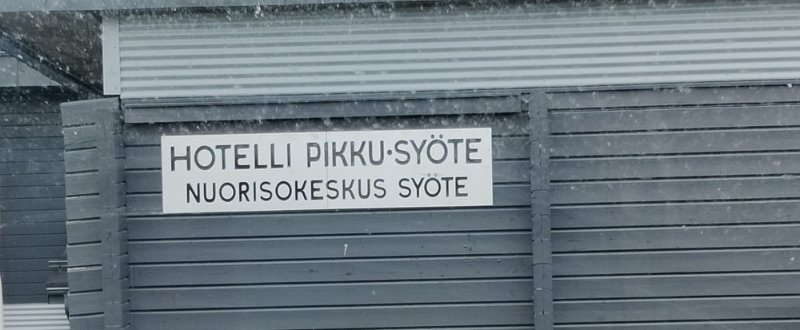 HOTELLI PIKKU-SYÖTE
NUORISOKESKUS SYÖTE